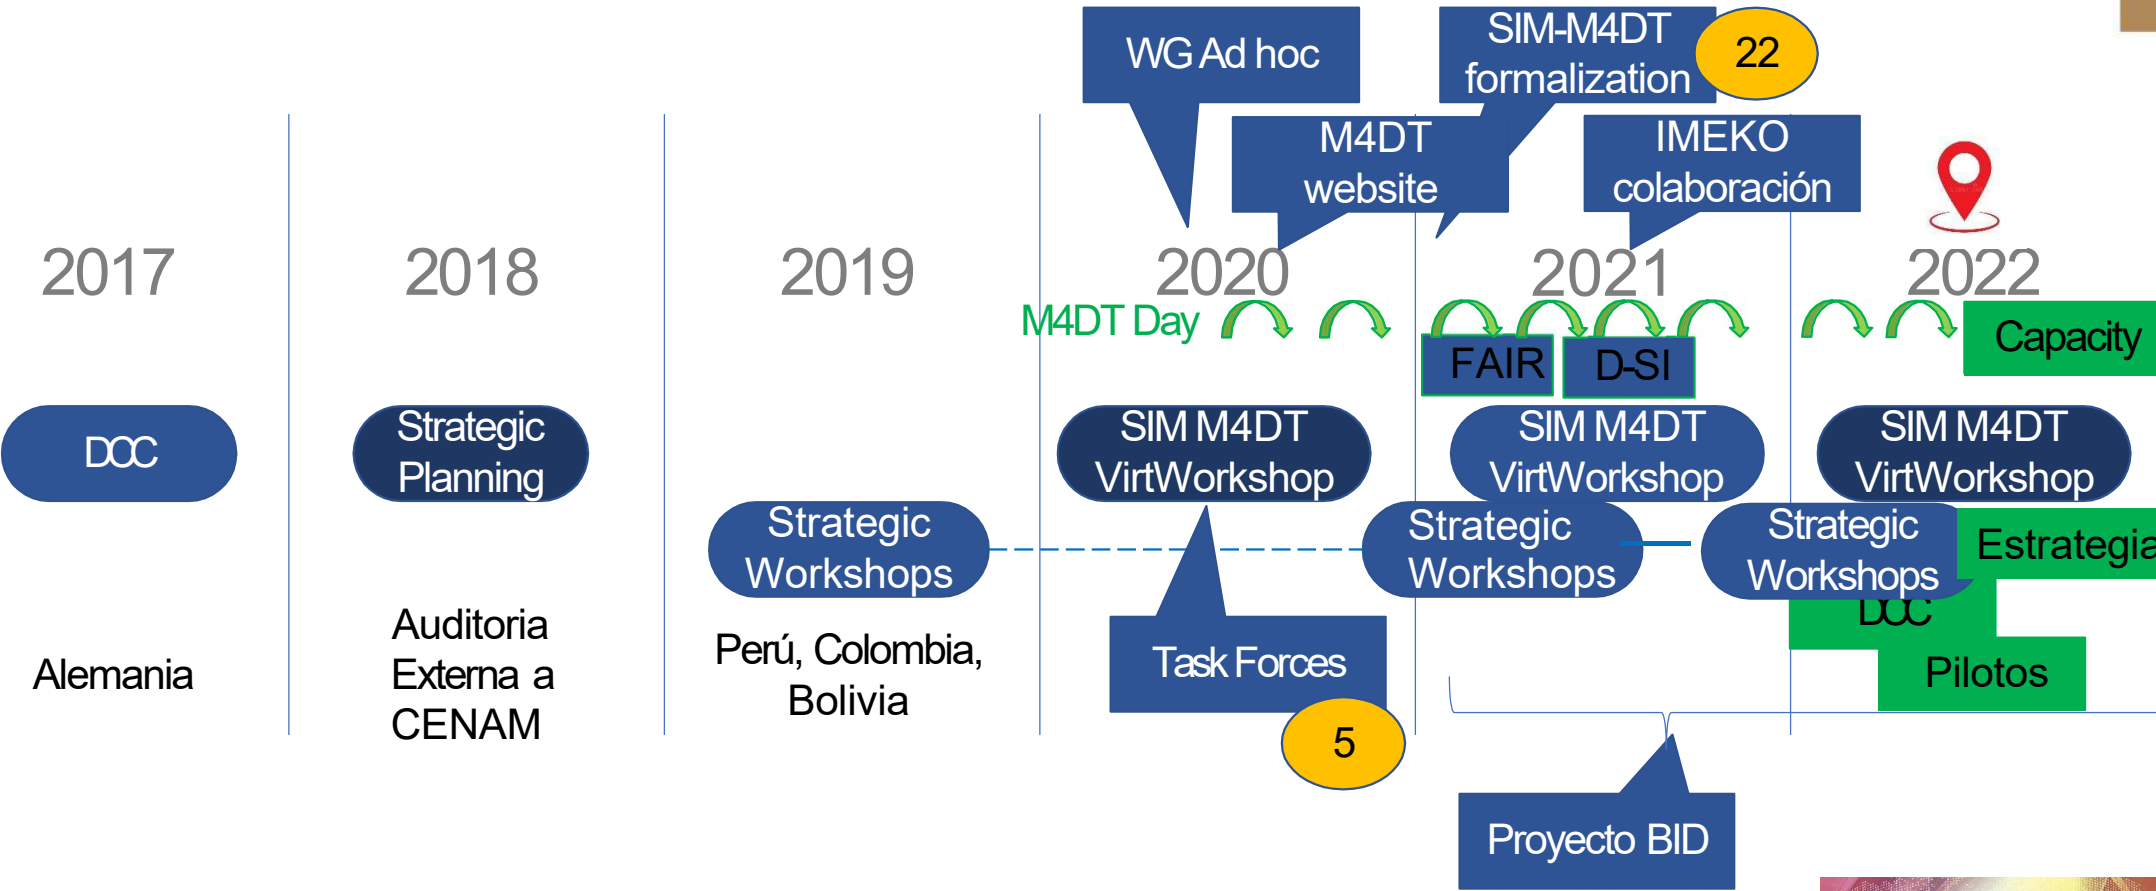 WG Ad hoc
SIM-M4DT
formalization
22
M4DT
website
IMEKO
colaboración
2017
2018
2019
2020
2021
2022
M4DT Day
Capacity
FAIR
D-SI
DCC
Strategic
Planning
SIM M4DT
VirtWorkshop
SIM M4DT
VirtWorkshop
SIM M4DT
VirtWorkshop
Strategic
Workshops
Strategic
Workshops
Strategic
Workshops
Estrategia
DCC
Alemania
Auditoria
Externa a
CENAM
Perú, Colombia,
Bolivia
Task Forces
5
Pilotos
Proyecto BID